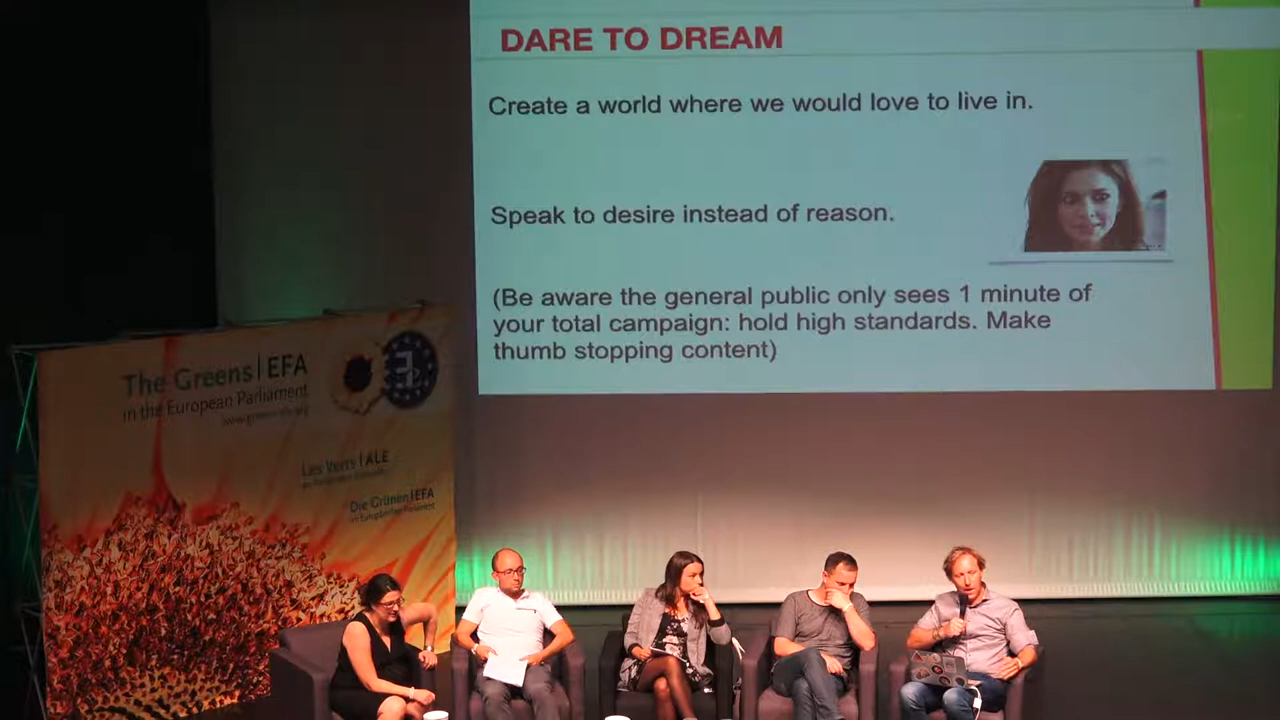 DARE TO DREAM
Create a world where we would love to live in.
Speak to desire instead of reason.
(Be aware the general public only sees 1 minute of
your total campaign: hold high standards. Make
thumb stopping content)
The Greens | EFA
in the European Parliament
Les Verts | ALE
Die Grünen | EFA